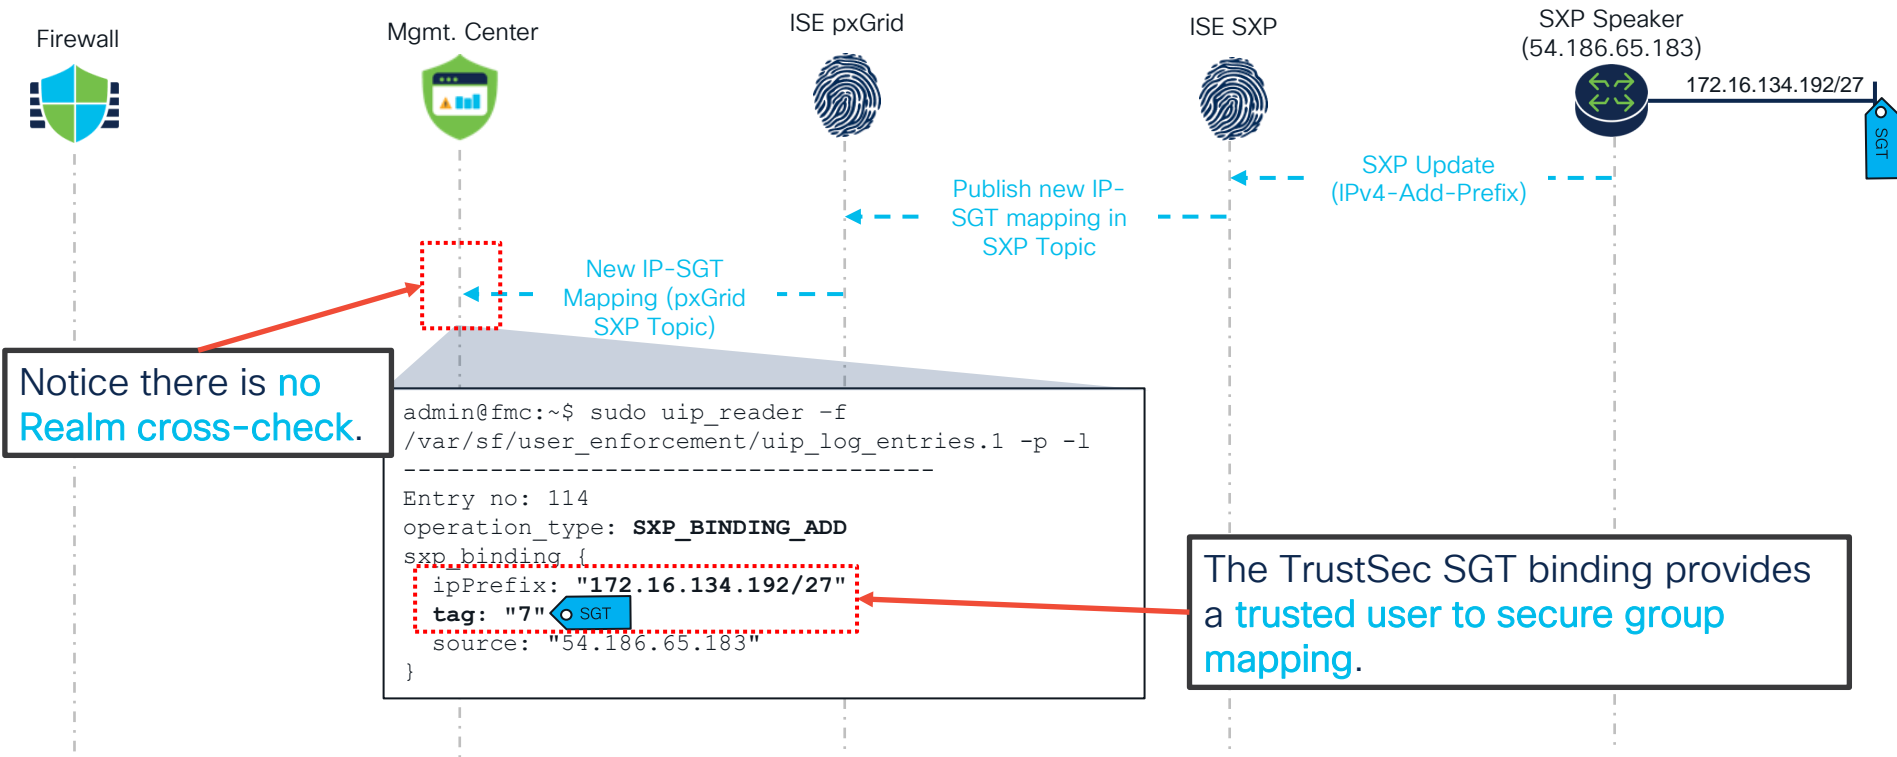 Firewall
Mgmt. Center
ISE pxGrid
ISE SXP
SXP Speaker
(54.186.65.183)
172.16.134.192/27
SGT
SXP Update
(IPv4-Add-Prefix)
Publish new IP-
SGT mapping in
SXP Topic
New IP-SGT
Mapping (pxGrid
SXP Topic)
Notice there is no
Realm cross-check.
admin@fmc:~$ sudo uip_reader –f
/var/sf/user_enforcement/uip_log_entries.1 -p -l
-------------------------------------
Entry no: 114
operation_type: SXP_BINDING_ADD
sxp_binding {
ipPrefix: "172.16.134.192/27"
tag: "7" SGT
source: "54.186.65.183"
}
The TrustSec SGT binding provides
a trusted user to secure group
mapping.